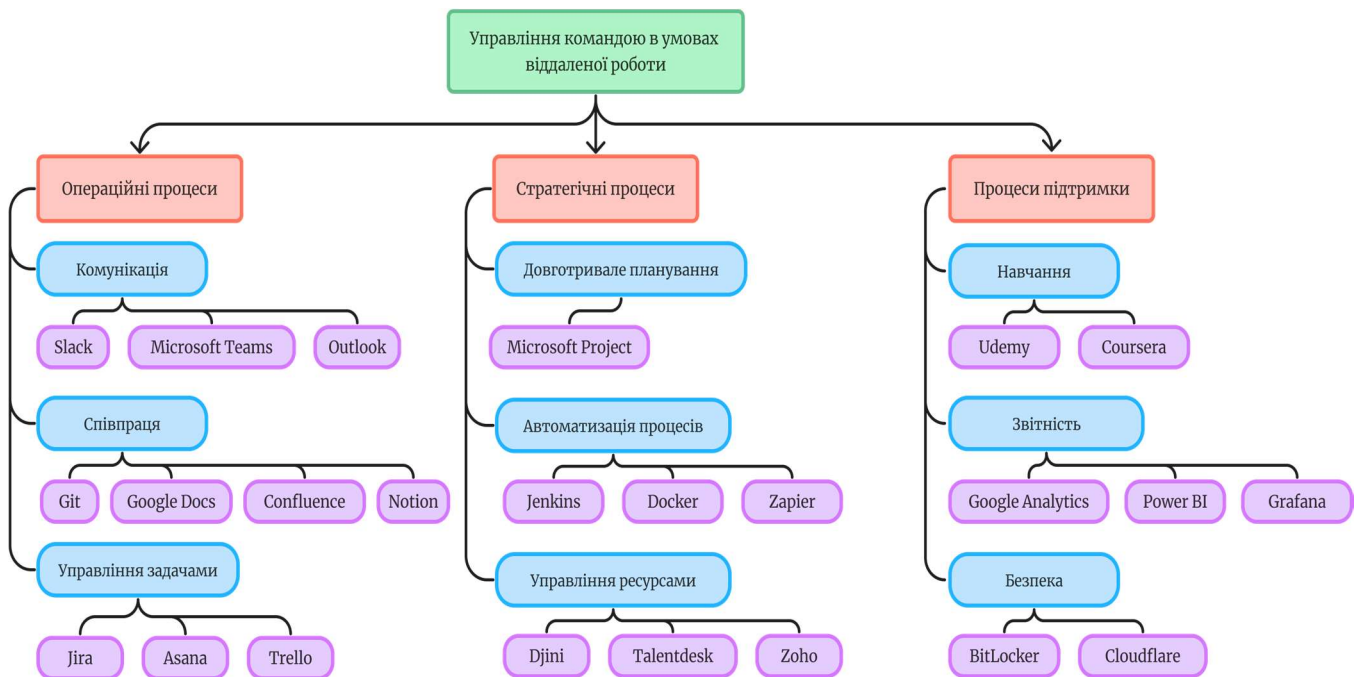 Управління командою в умовах
віддаленої роботи
Операційні процеси
Стратегічні процеси
Процеси підтримки
Комунікація
Довготривале планування
Навчання
Slack
Microsoft Teams
Outlook
Microsoft Project
Udemy
Coursera
Співпраця
Автоматизація процесів
Звітність
Git
Google Docs
Confluence
Notion
Jenkins
Docker
Zapier
Google Analytics
Power BI
Grafana
Управління задачами
Управління ресурсами
Безпека
Jira
Asana
Trello
Djini
Talentdesk
Zoho
BitLocker
Cloudflare